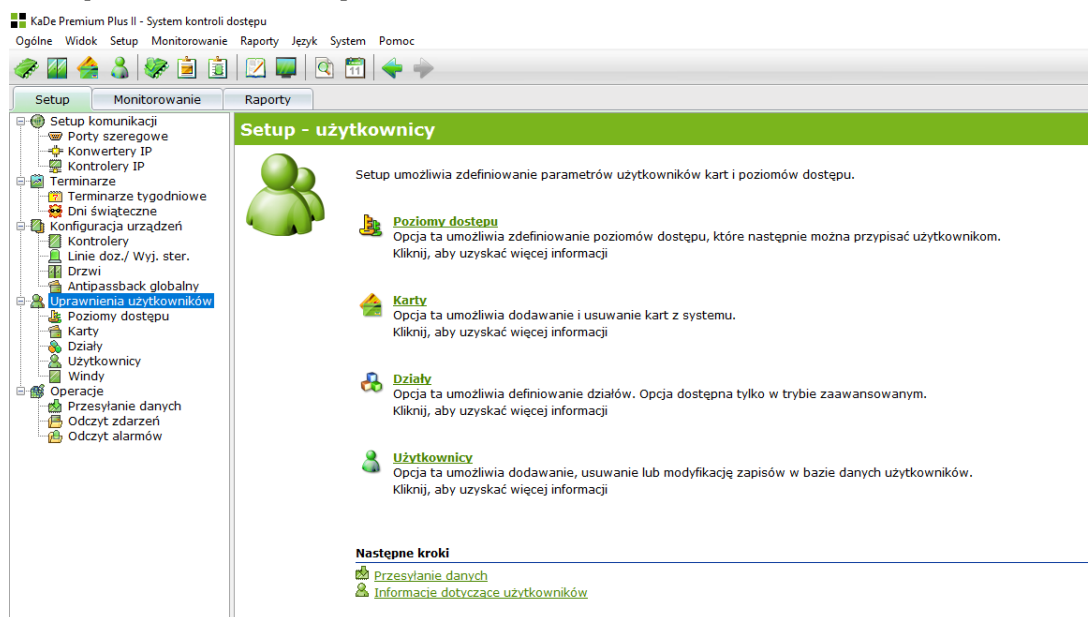 KaDe Premium Plus II - System kontroli dostępu
Ogólne Widok Setup Monitorowanie Raporty Język System Pomoc
11
Setup Monitorowanie Raporty
Setup komunikacji
Porty szeregowe
Konwertery IP
Kontrolery IP
Terminarze
Terminarze tygodniowe
Dni świąteczne
Konfiguracja urządzeń
Kontrolery
Linie doz./ Wyj. ster.
Drzwi
Antipassback globalny
Uprawnienia użytkowników
Poziomy dostępu
Karty
Działy
Użytkownicy
Windy
Operacje
Przesyłanie danych
Odczyt zdarzeń
Odczyt alarmów
Setup - użytkownicy
Setup umożliwia zdefiniowanie parametrów użytkowników kart i poziomów dostępu.
Poziomy dostępu
Opcja ta umożliwia zdefiniowanie poziomów dostępu, które następnie można przypisać użytkownikom.
Kliknij, aby uzyskać więcej informacji
Karty
Opcja ta umożliwia dodawanie i usuwanie kart z systemu.
Kliknij, aby uzyskać więcej informacji
Działy
Opcja ta umożliwia definiowanie działów. Opcja dostępna tylko w trybie zaawansowanym.
Kliknij, aby uzyskać więcej informacji
Użytkownicy
Opcja ta umożliwia dodawanie, usuwanie lub modyfikację zapisów w bazie danych użytkowników.
Kliknij, aby uzyskać więcej informacji
Następne kroki
Przesyłanie danych
Informacje dotyczące użytkowników